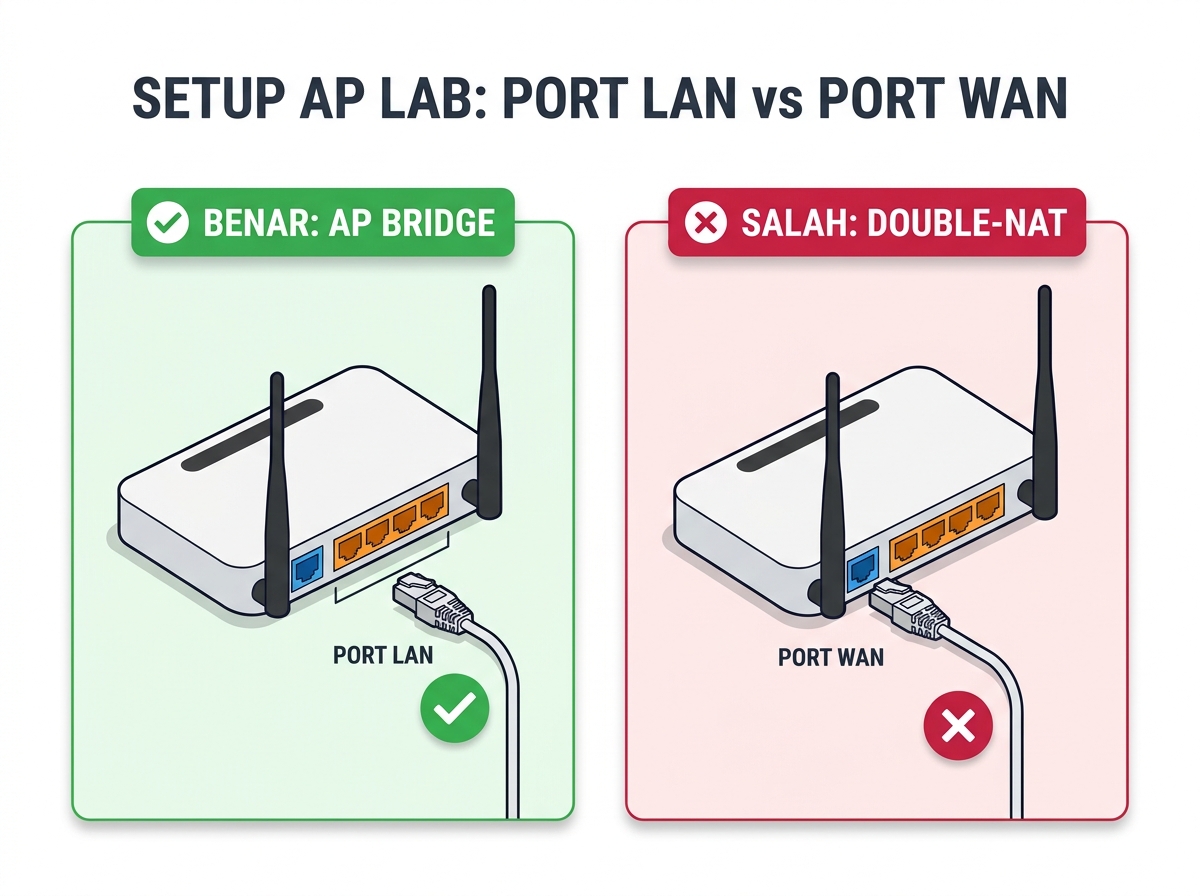 SETUP AP LAB: PORT LAN vs PORT WAN
BENAR: AP BRIDGE
PORT LAN
SALAH: DOUBLE-NAT
PORT WAN